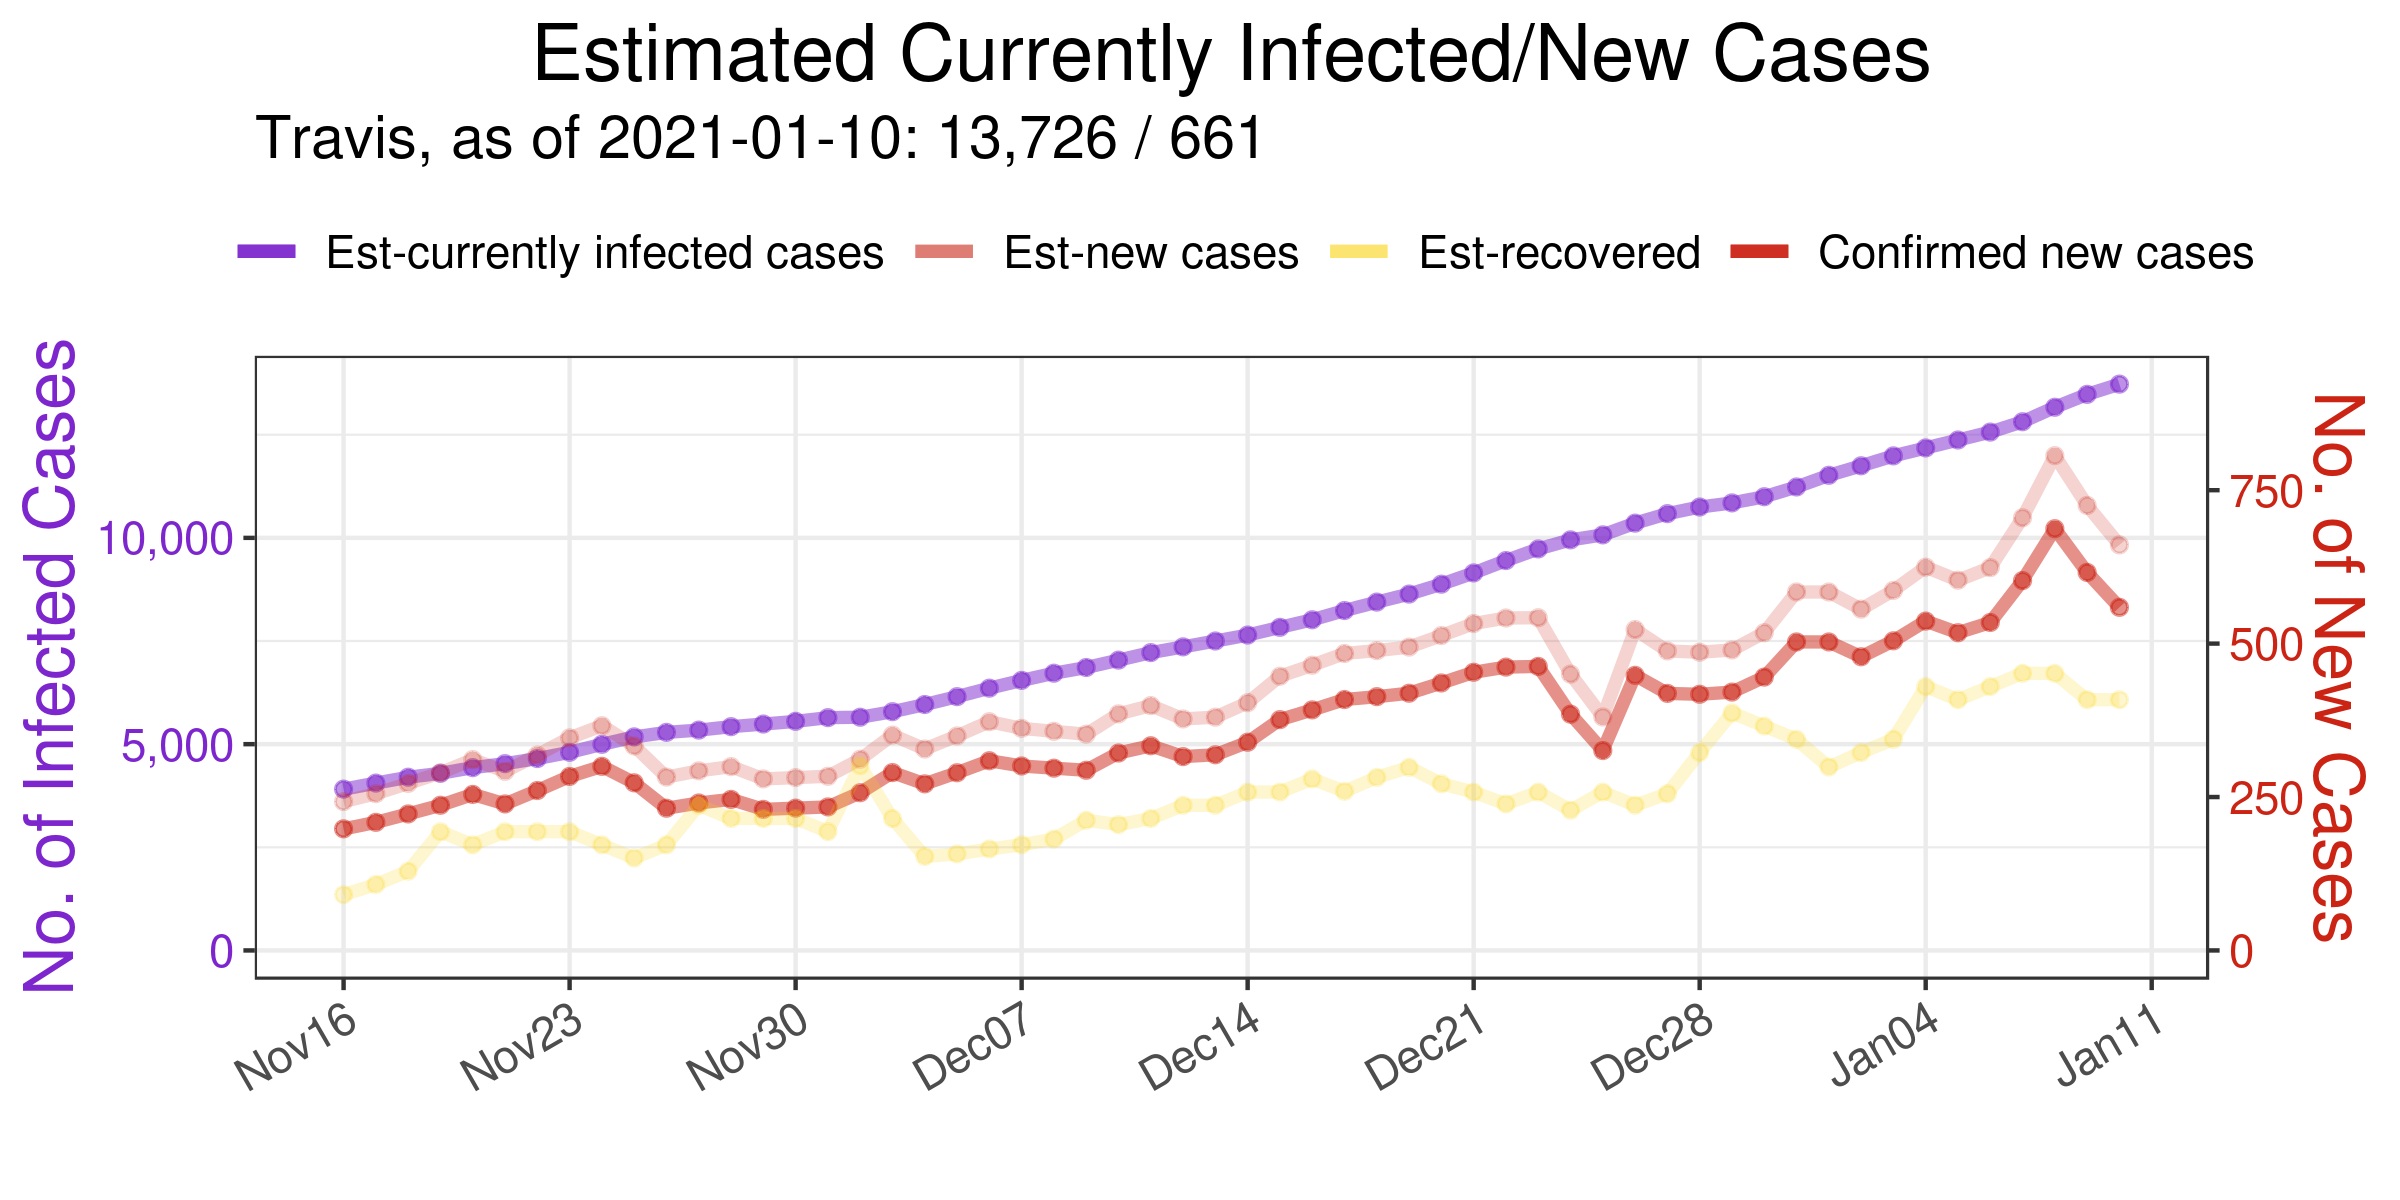 Estimated Currently Infected/New Cases
Travis, as of 2021-01-10: 13,726 / 661
Est-currently infected cases Est-new cases Est-recovered Confirmed new cases
No. of Infected Cases
10,000
5,000
0
750
500
250
0
No. of New Cases
Nov16 Nov23 Nov30 Dec07 Dec14 Dec21 Dec28 Jan04 Jan11